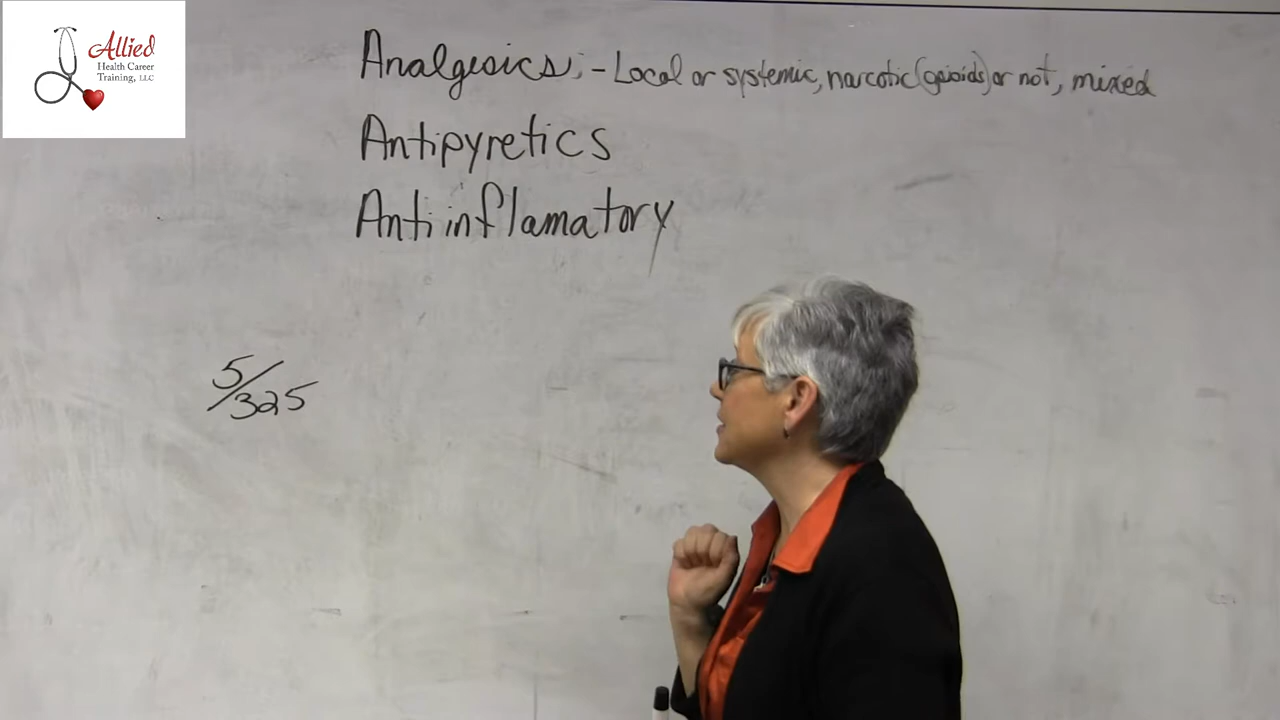 Allied
Health Career
Training, LLC
Analgesics; - Local or systemic, narcotic (opioids) or not, mixed
Antipyretics
Antiinflamatory
5/325